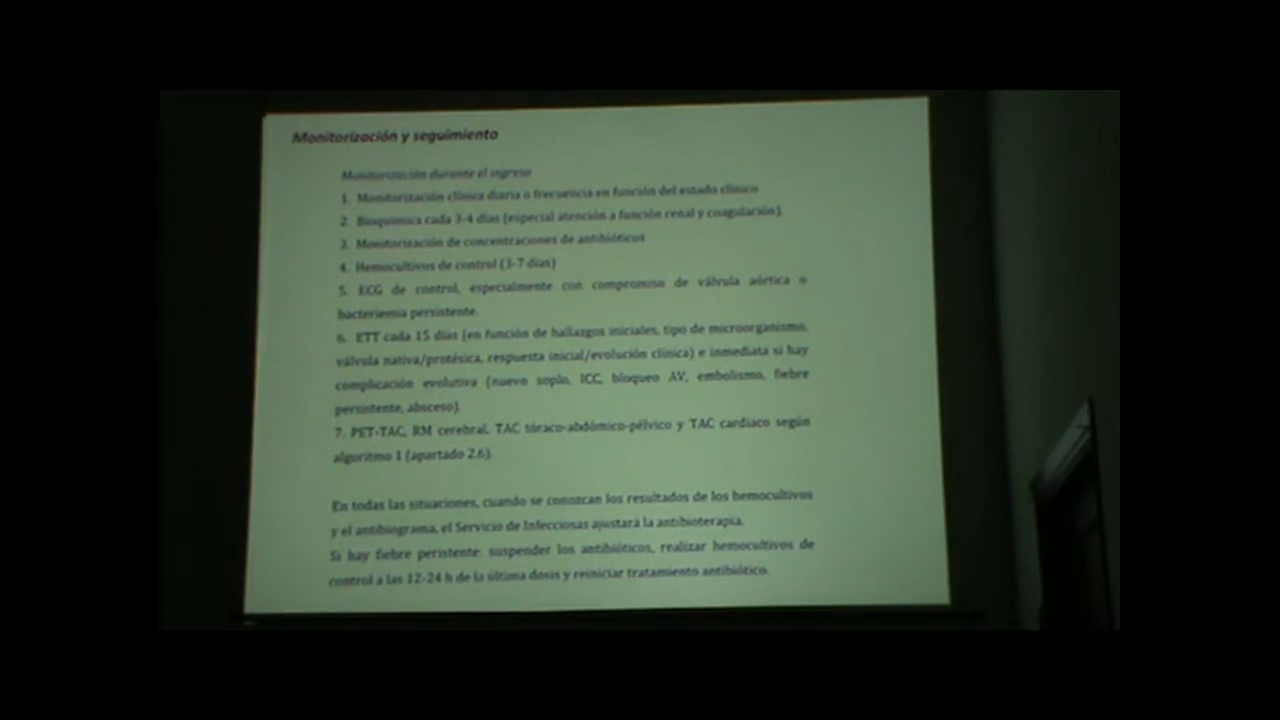 Monitorización y seguimiento
Monitorización durante el ingreso
1. Monitorización clínica diaria o frecuencia en función del estado clínico
2. Bioquímica cada 3-4 días (especial atención a función renal y coagulación).
3. Monitorización de concentraciones de antibióticos
4. Hemocultivos de control (3-7 días)
5. ECG de control, especialmente con compromiso de válvula aórtica o
bacteriemia persistente.
6. ETT cada 15 días (en función de hallazgos iniciales, tipo de microorganismo,
válvula nativa/protésica, respuesta inicial/evolución clínica) e inmediata si hay
complicación evolutiva (nuevo soplo, ICC, bloqueo AV, embolismo, fiebre
persistente, absceso).
7. PET-TAC, RM cerebral, TAC tóraco-abdómico-pélvico y TAC cardiaco según
algoritmo 1 (apartado 2.6).
En todas las situaciones, cuando se conozcan los resultados de los hemocultivos
y el antibiograma, el Servicio de Infecciosas ajustará la antibioterapia.
Si hay fiebre peristente: suspender los antibióticos, realizar hemocultivos de
control a las 12-24 h de la última dosis y reiniciar tratamiento antibiótico.